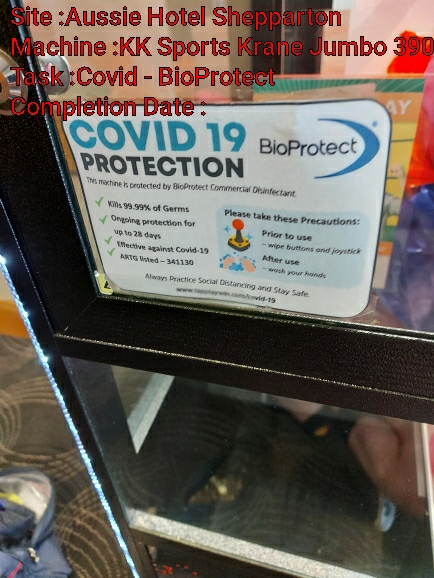 Site :Aussie Hotel Shepparton
Machine :KK Sports Krane Jumbo 390
Task :Covid - BioProtect
Completion Date :
COVID 19
PROTECTION
BioProtect
This machine is protected by BioProtect Commercial Disinfectant.
Kills 99.99% of Germs
Ongoing protection for
up to 28 days
Effective against Covid-19
ARTG listed – 341130
Please take these Precautions:
Prior to use
– wipe buttons and joystick
After use
– wash your hands
Always Practice Social Distancing and Stay Safe.